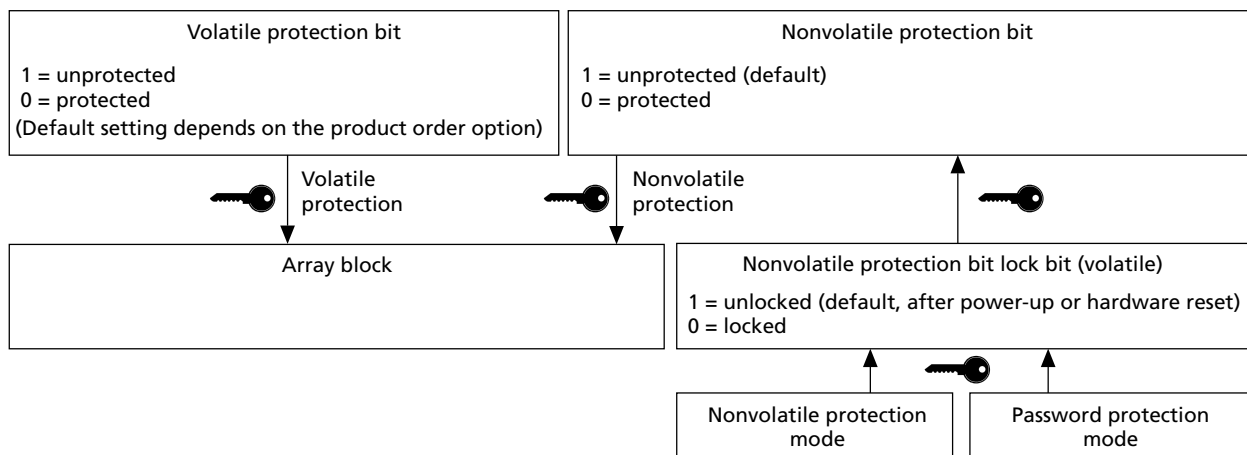 Volatile protection bit
1 = unprotected
0 = protected
(Default setting depends on the product order option)
Nonvolatile protection bit
1 = unprotected (default)
0 = protected
Volatile
protection
Nonvolatile
protection
Array block
Nonvolatile protection bit lock bit (volatile)
1 = unlocked (default, after power-up or hardware reset)
0 = locked
Nonvolatile protection
mode
Password protection
mode